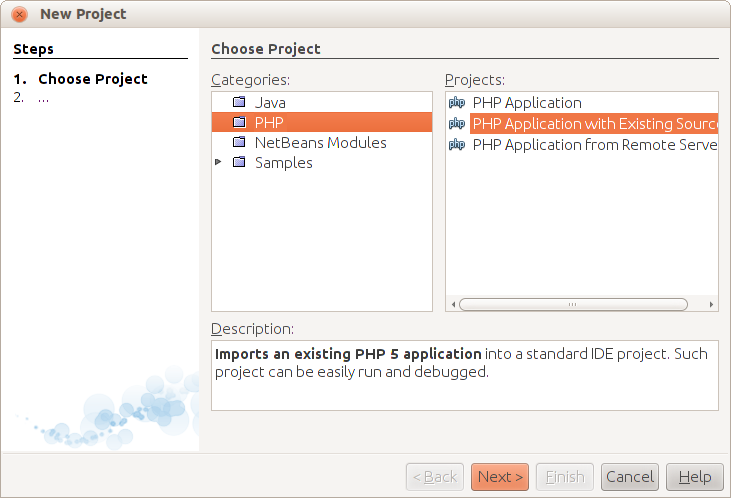 New Project
Steps
1. Choose Project
2. ...
Choose Project
Categories:
Java
PHP
NetBeans Modules
Samples
Projects:
php PHP Application
php PHP Application with Existing Sourc
php PHP Application from Remote Serve
Description:
Imports an existing PHP 5 application into a standard IDE project. Such
project can be easily run and debugged.
< Back
Next >
Finish
Cancel
Help